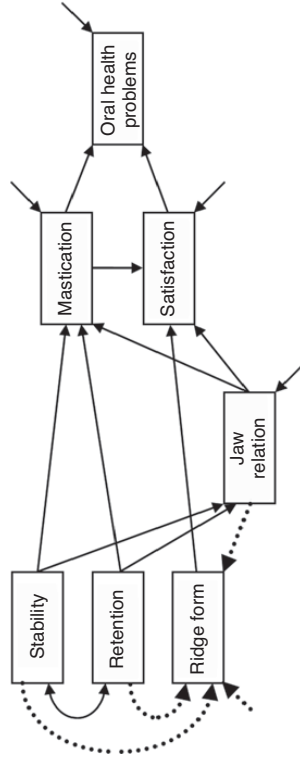 Stability
Retention
Ridge form
Jaw
relation
Mastication
Satisfaction
Oral health
problems